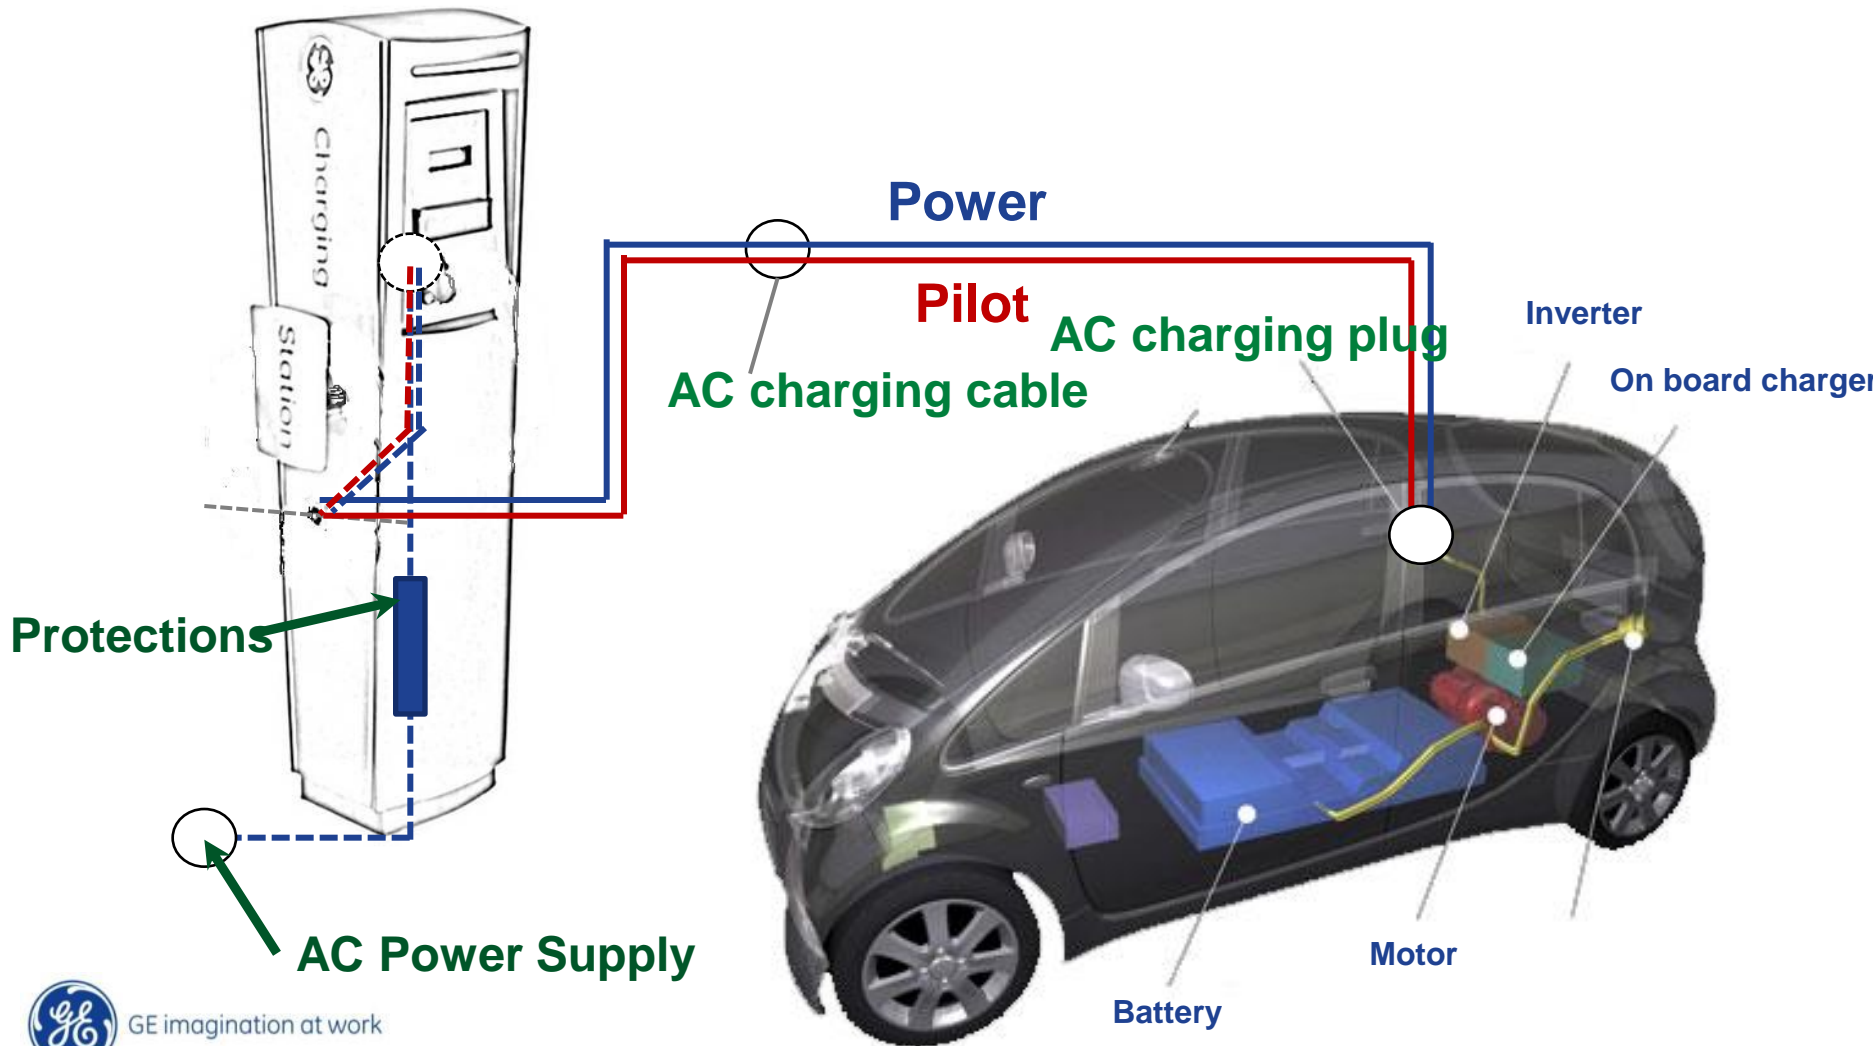 Charging
Station
Power
Pilot
AC charging plug
Inverter
On board charger
AC charging cable
Protections
AC Power Supply
Motor
Battery
GE
GE imagination at work